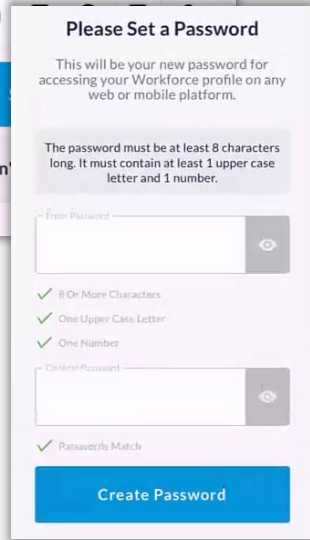 Please Set a Password
This will be your new password for
accessing your Workforce profile on any
web or mobile platform.
The password must be at least 8 characters
long. It must contain at least 1 upper case
letter and 1 number.
Enter Password
8 Or More Characters
One Upper Case Letter
One Number
Confirm Password
Passwords Match
Create Password